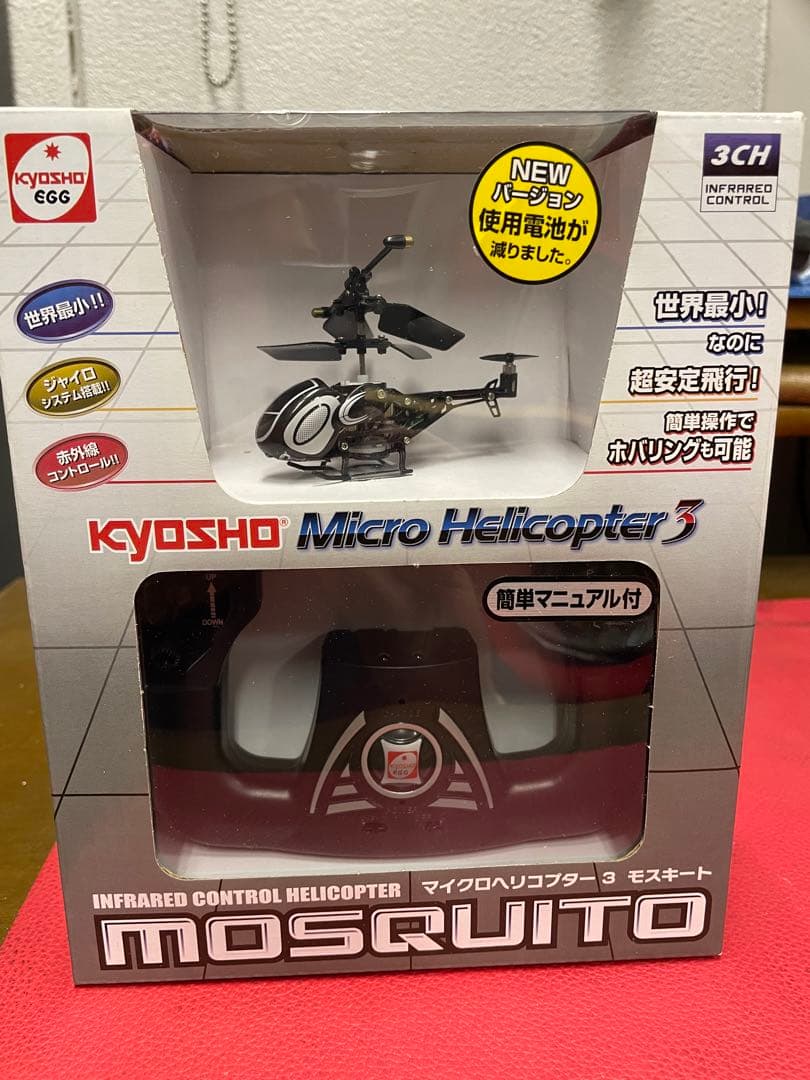 KYOSHO
EGG
3CH
INFRARED
CONTROL
NEW
バージョン
使用電池が
減りました。
世界最小!!
ジャイロ
システム搭載!!
赤外線
コントロール!!
世界最小!
なのに
超安定飛行!
簡単操作で
ホバリングも可能
KYOSHO® Micro Helicopter 3
簡単マニュアル付
UP
DOWN
KYOSHO
EGG
INFRARED CONTROL HELICOPTER
マイクロヘリコプター 3 モスキート
MOSQUITO